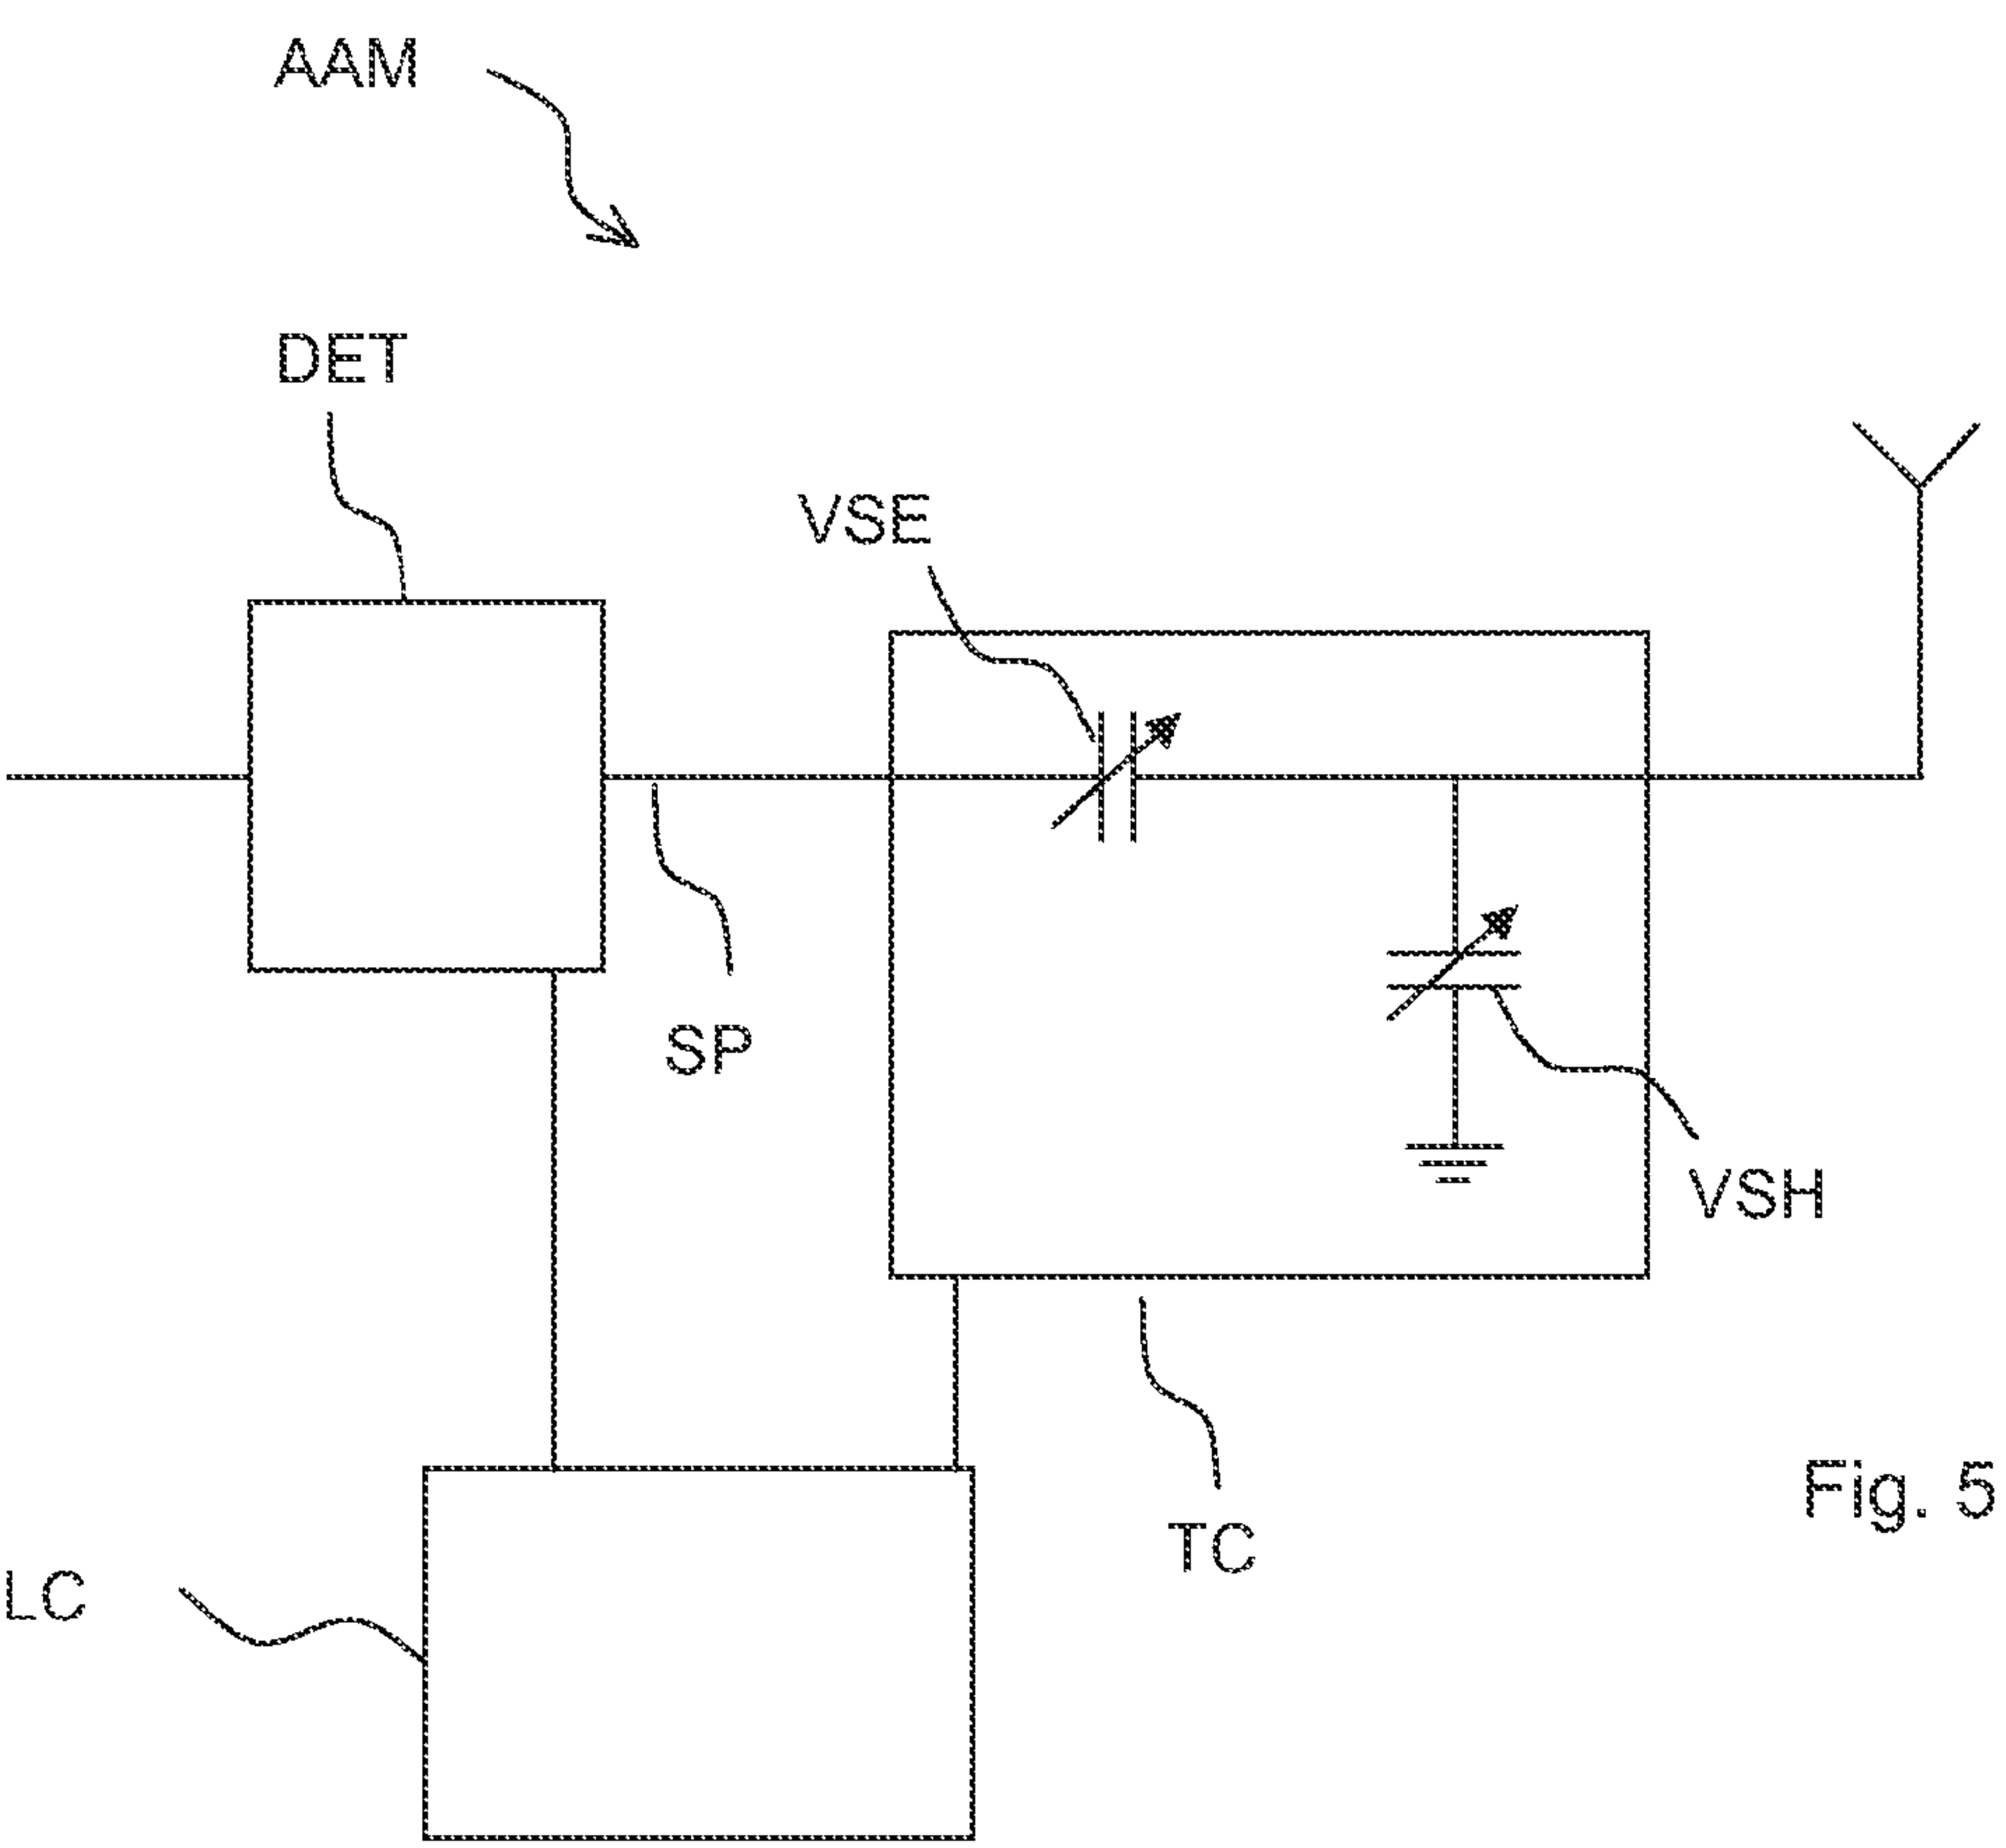 AAM
DET
VSE
SP
VSH
Fig. 5
TC
LC